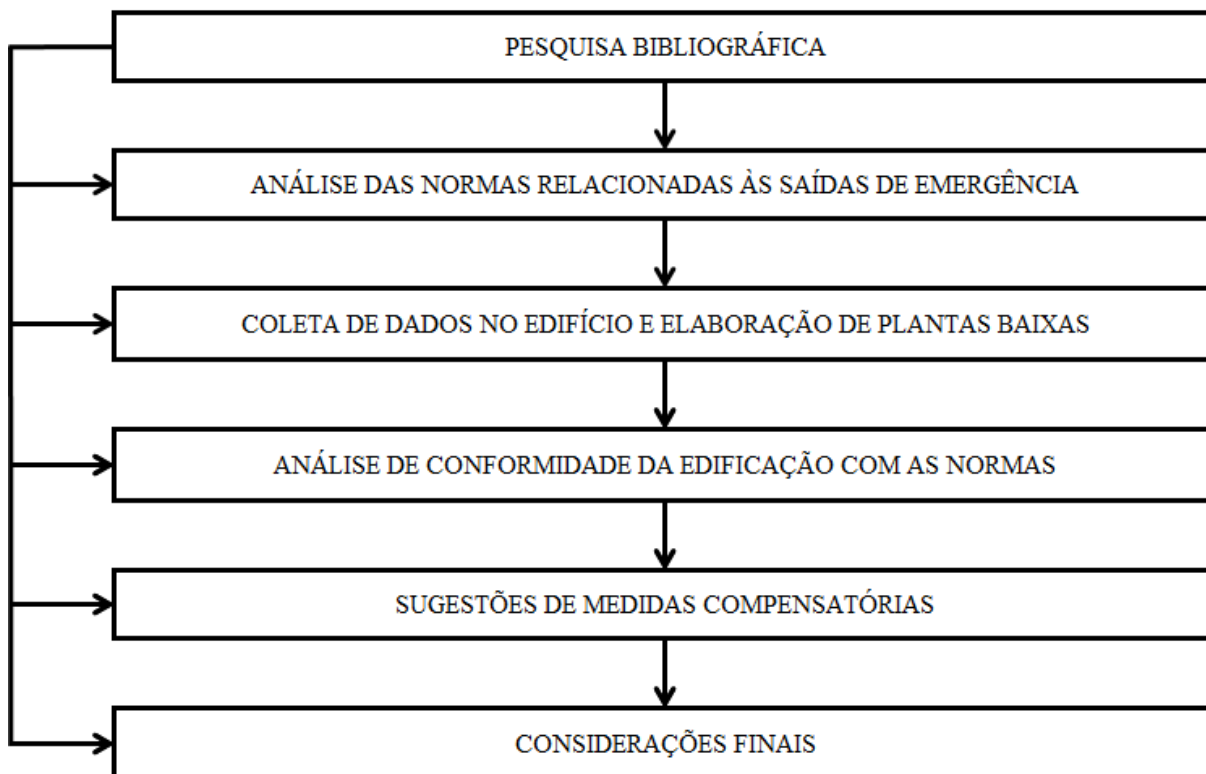 PESQUISA BIBLIOGRÁFICA
ANÁLISE DAS NORMAS RELACIONADAS ÀS SAÍDAS DE EMERGÊNCIA
COLETA DE DADOS NO EDIFÍCIO E ELABORAÇÃO DE PLANTAS BAIXAS
ANÁLISE DE CONFORMIDADE DA EDIFICAÇÃO COM AS NORMAS
SUGESTÕES DE MEDIDAS COMPENSATÓRIAS
CONSIDERAÇÕES FINAIS